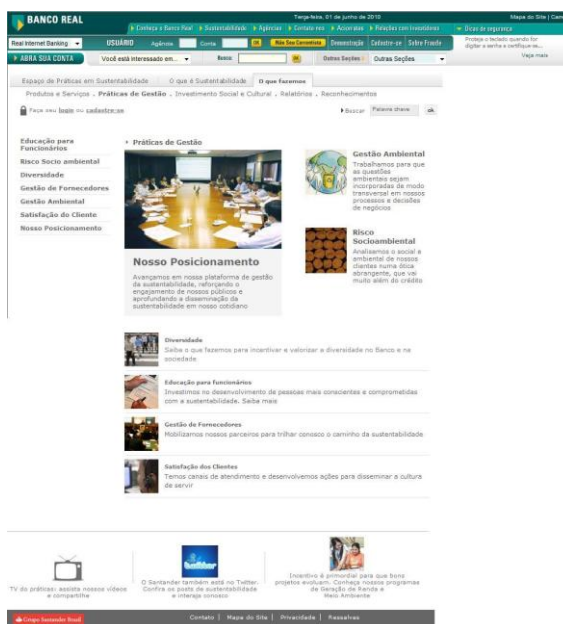 BANCO REAL
Terça-feira, 01 de junho de 2010
Mapa do Site
Conheça o Banco Real
Sustentabilidade
Agências
Contate-nos
Acionistas
Relações com Investidores
Dicas de segurança
Real Internet Banking
USUÁRIO
Agência
Conta
OK
Não Sou Correntista
Demonstração
Cadastre-se
Sobre Fraude
Proteja o teclado quando for
digitar a senha e certifique-se...
Veja mais
ABRA SUA CONTA
Você está interessado em...
Busca:
Outras Seções
Outras Seções
Espaço de Práticas em Sustentabilidade
O que é Sustentabilidade
O que fazemos
Produtos e Serviços . Práticas de Gestão . Investimento Social e Cultural . Relatórios . Reconhecimentos
Faça seu login ou cadastre-se
Buscar
Palavra chave
ok
Educação para
Funcionários
Risco Socio ambiental
Diversidade
Gestão de Fornecedores
Gestão Ambiental
Satisfação do Cliente
Nosso Posicionamento
Práticas de Gestão
Nosso Posicionamento
Avançamos em nossa plataforma de gestão
da sustentabilidade, reforçando o
engajamento de nossos públicos e
aprofundando a disseminação da
sustentabilidade em nosso cotidiano
Gestão Ambiental
Trabalhamos para que
as questões
ambientais sejam
incorporadas de modo
transversal em nossos
processos e decisões
de negócios
Risco
Socioambiental
Analisamos o social e
ambiental de nossos
clientes numa ótica
abrangente, que vai
muito além do crédito
Diversidade
Saiba o que fazemos para incentivar e valorizar a diversidade no Banco e na
sociedade
Educação para funcionários
Investimos no desenvolvimento de pessoas mais conscientes e comprometidas
com a sustentabilidade. Saiba mais
Gestão de Fornecedores
Mobilizamos nossos parceiros para trilhar conosco o caminho da sustentabilidade
Satisfação dos Clientes
Temos canais de atendimento e desenvolvemos ações para disseminar a cultura
de servir
TV de práticas: assista nossos vídeos
e compartilhe
twitter
O Santander também está no Twitter.
Confira os posts de sustentabilidade
e interaja conosco
Incentivo é primordial para que bons
projetos evoluam. Conheça nossos programas
de Geração de Renda e
Meio Ambiente
Grupo Santander Brasil
Contato | Mapa do Site | Privacidade | Ressalvas